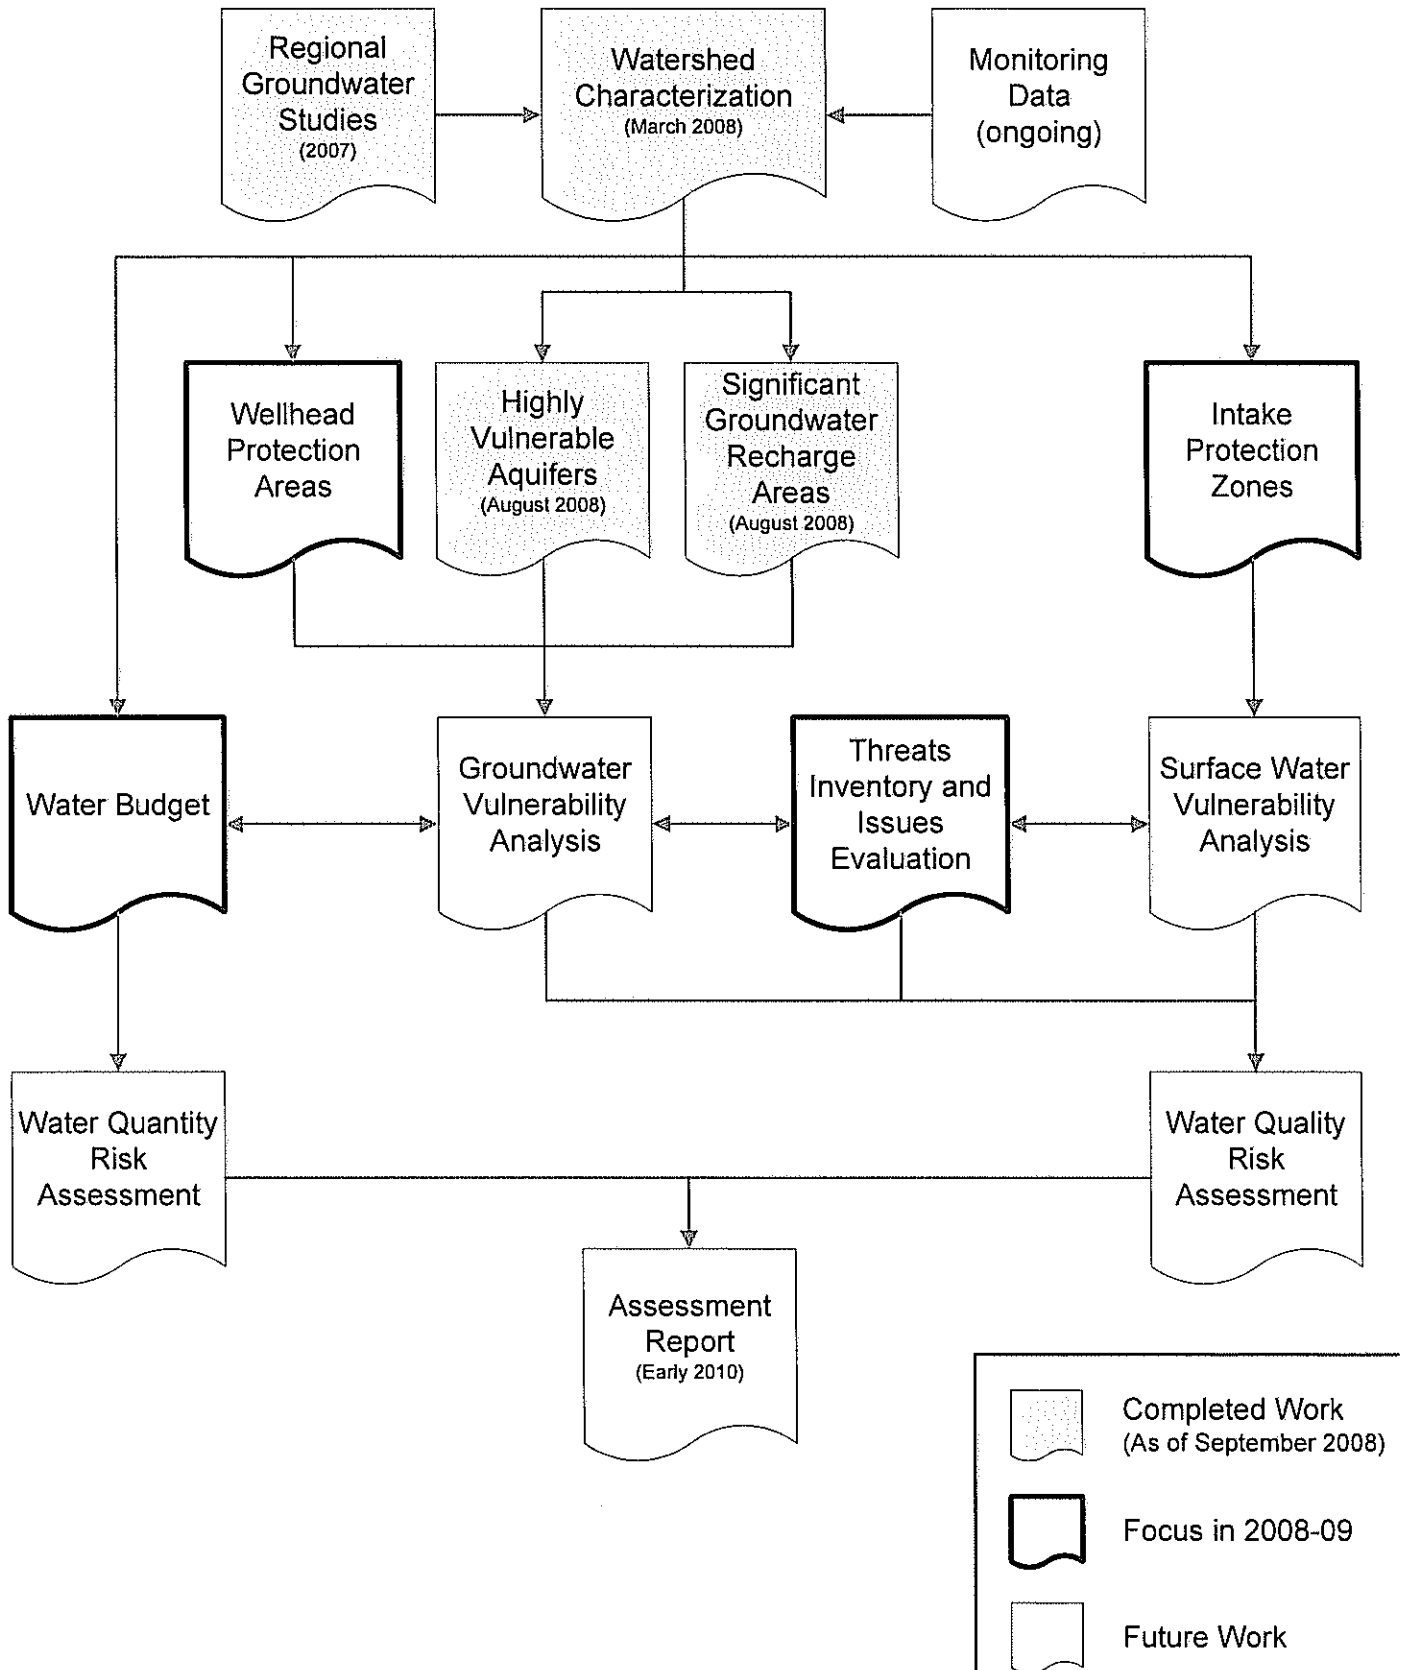 Regional
Groundwater
Studies
(2007)
Watershed
Characterization
(March 2008)
Monitoring
Data
(ongoing)
Wellhead
Protection
Areas
Highly
Vulnerable
Aquifers
(August 2008)
Significant
Groundwater
Recharge
Areas
(August 2008)
Intake
Protection
Zones
Water Budget
Groundwater
Vulnerability
Analysis
Threats
Inventory and
Issues
Evaluation
Surface Water
Vulnerability
Analysis
Water Quantity
Risk
Assessment
Water Quality
Risk
Assessment
Assessment
Report
(Early 2010)
Completed Work
(As of September 2008)
Focus in 2008-09
Future Work